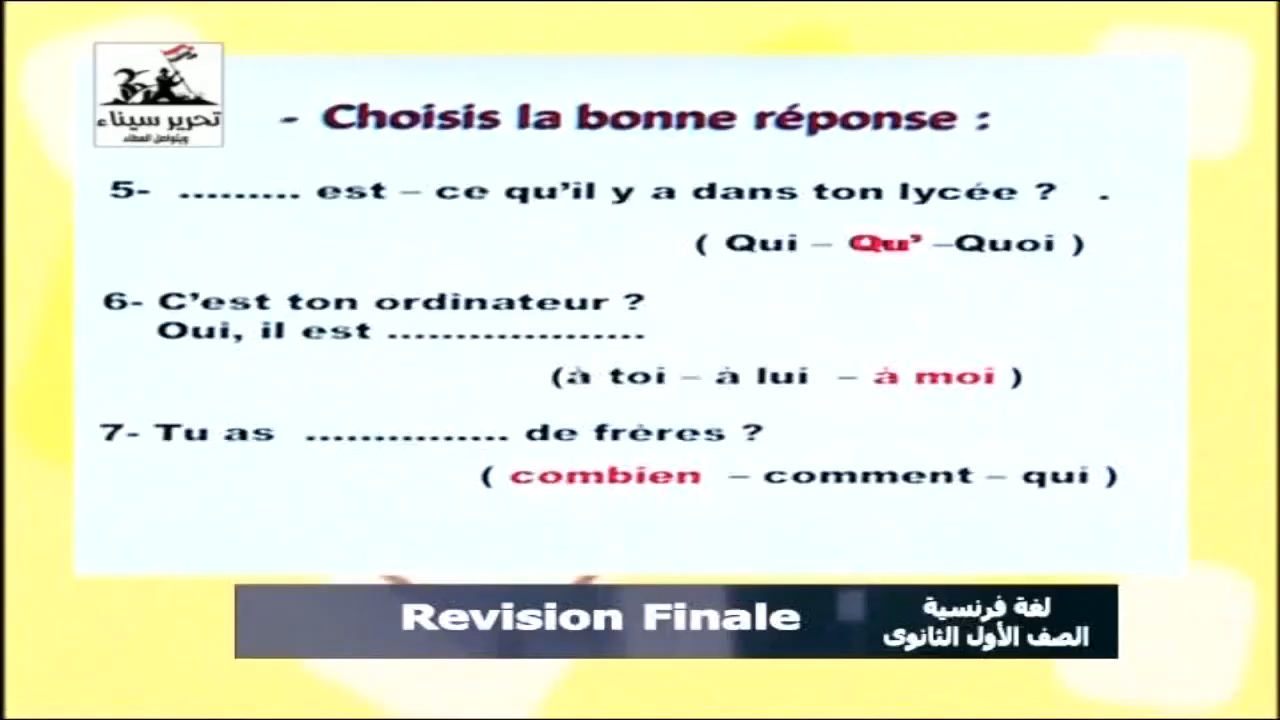 تحرير سيناء
ويتواصل العطاء
- Choisis la bonne réponse :
5- ......... est – ce qu'il y a dans ton lycée ? .
( Qui – Qu' –Quoi )
6- C'est ton ordinateur ?
Oui, il est ...................
(à toi – à lui – à moi )
7- Tu as ............... de frères ?
( combien – comment – qui )
Revision Finale
لغة فرنسية
الصف الأول الثانوى